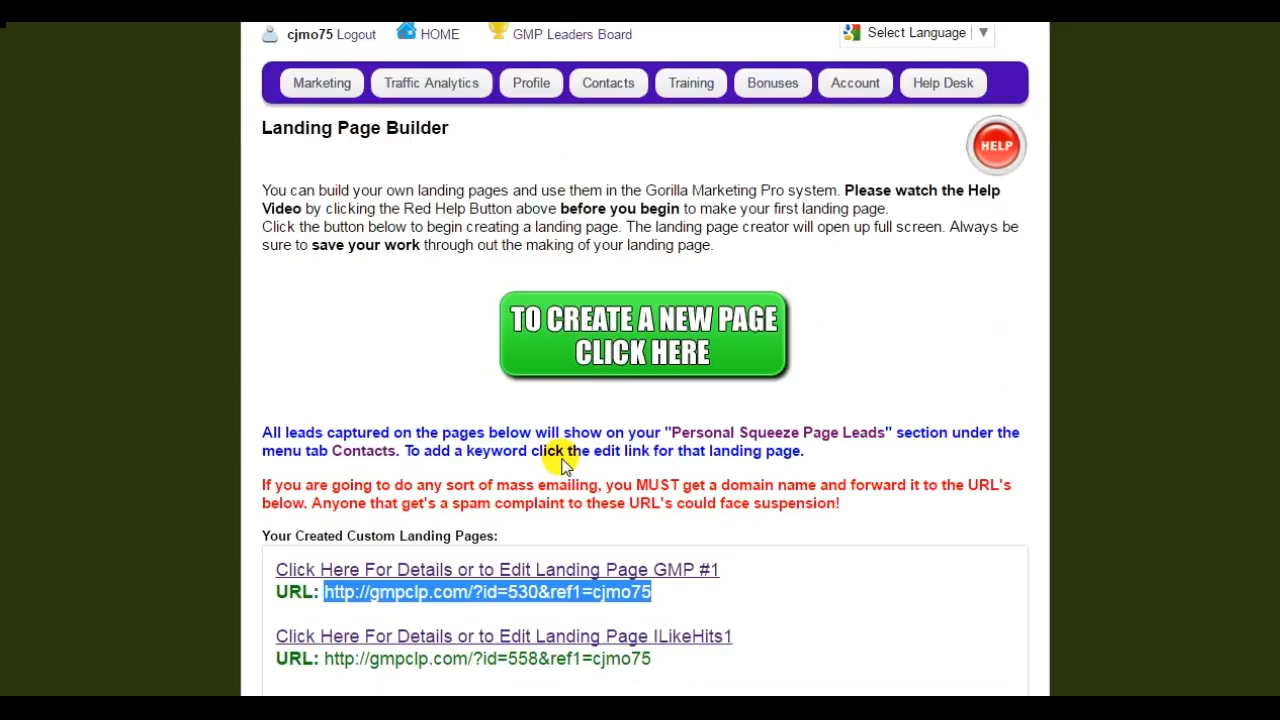 cjmo75 Logout HOME GMP Leaders Board Select Language ▼
Marketing Traffic Analytics Profile Contacts Training Bonuses Account Help Desk
Landing Page Builder
HELP
You can build your own landing pages and use them in the Gorilla Marketing Pro system. Please watch the Help
Video by clicking the Red Help Button above before you begin to make your first landing page.
Click the button below to begin creating a landing page. The landing page creator will open up full screen. Always be
sure to save your work through out the making of your landing page.
TO CREATE A NEW PAGE
CLICK HERE
All leads captured on the pages below will show on your "Personal Squeeze Page Leads" section under the
menu tab Contacts. To add a keyword click the edit link for that landing page.
If you are going to do any sort of mass emailing, you MUST get a domain name and forward it to the URL's
below. Anyone that get's a spam complaint to these URL's could face suspension!
Your Created Custom Landing Pages:
Click Here For Details or to Edit Landing Page GMP #1
URL: http://gmpclp.com/?id=530&ref1=cjmo75
Click Here For Details or to Edit Landing Page ILikeHits1
URL: http://gmpclp.com/?id=558&ref1=cjmo75